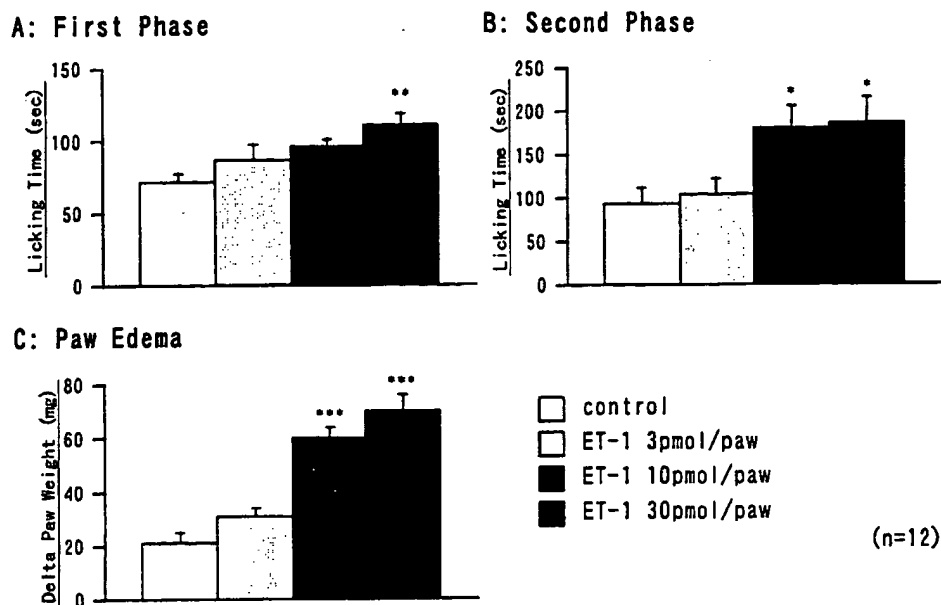 A: First Phase
Licking Time (sec)
150
100
50
0
**
B: Second Phase
Licking Time (sec)
250
200
150
100
50
0
*
*
C: Paw Edema
Delta Paw Weight (mg)
80
60
40
20
0
***
***
control
ET-1 3pmol/paw
ET-1 10pmol/paw
ET-1 30pmol/paw
(n=12)